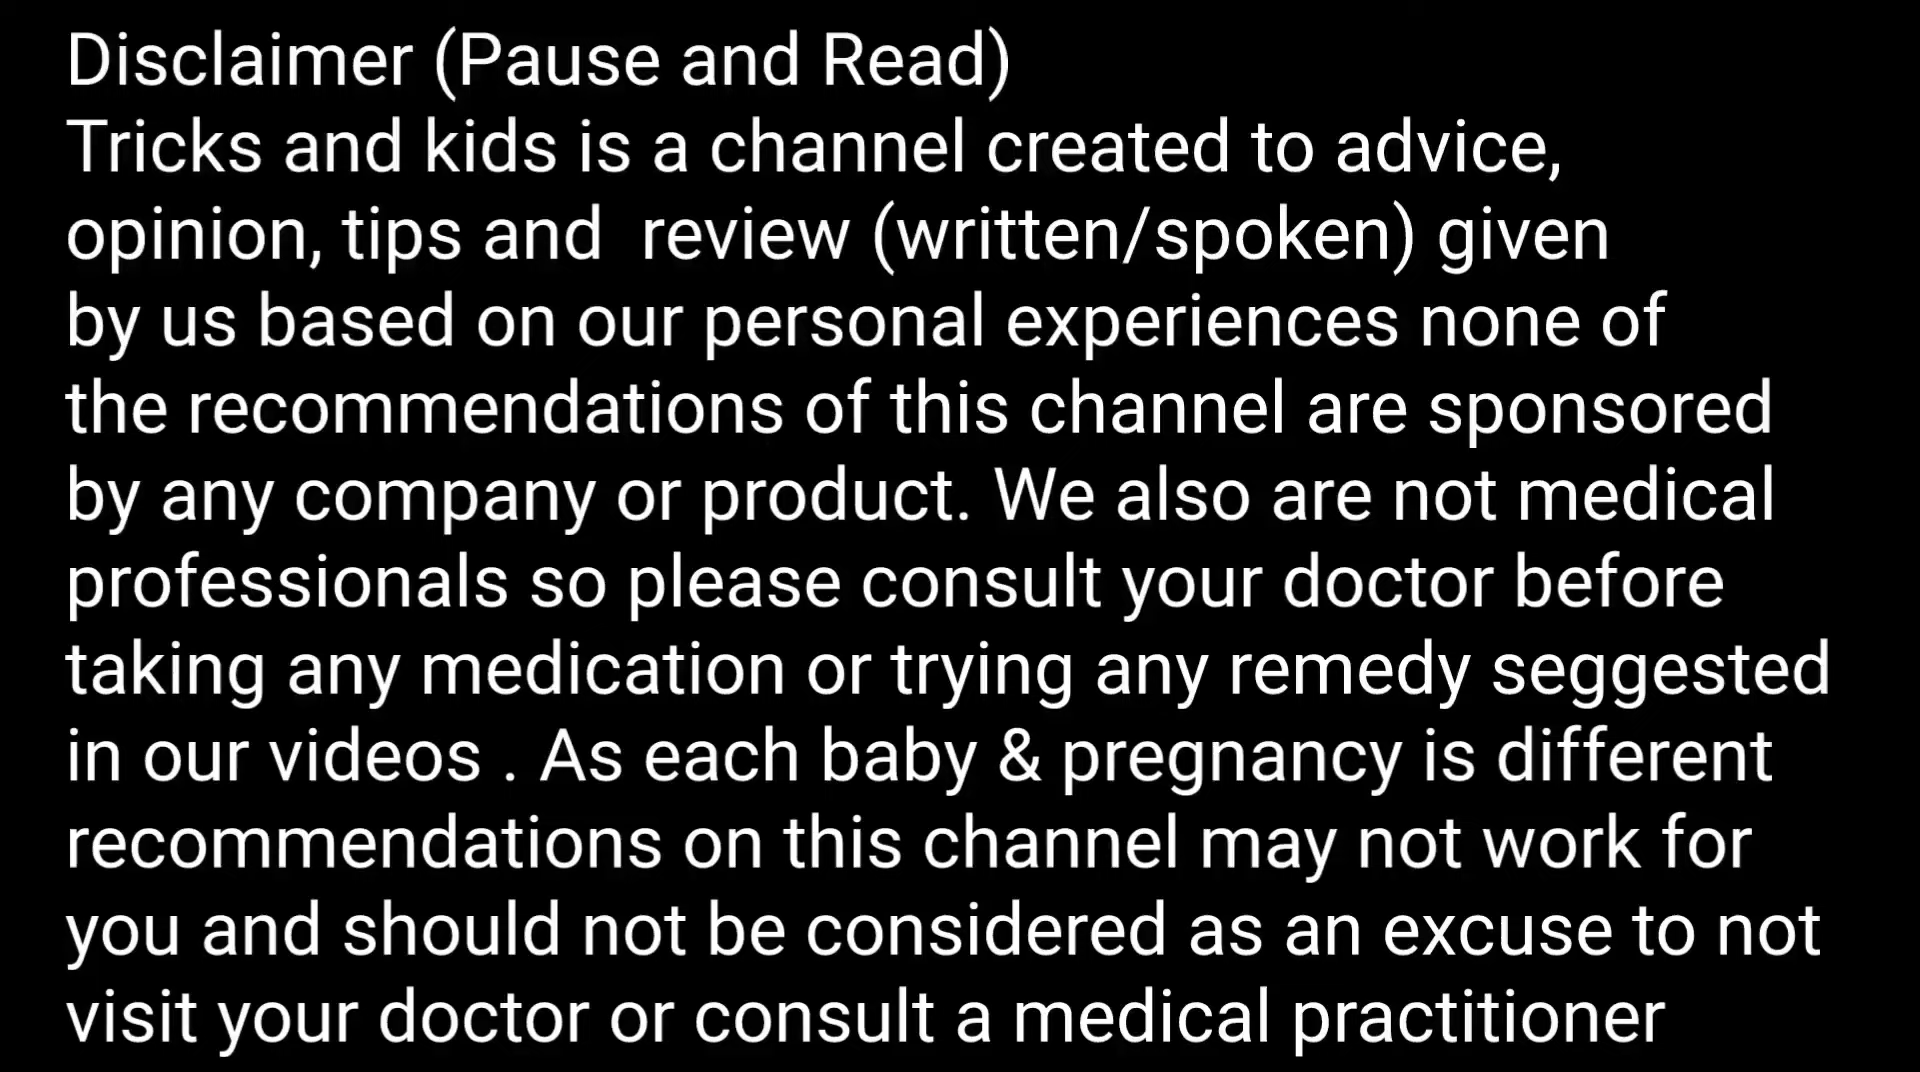 Disclaimer (Pause and Read)
Tricks and kids is a channel created to advice,
opinion, tips and  review (written/spoken) given
by us based on our personal experiences none of
the recommendations of this channel are sponsored
by any company or product. We also are not medical
professionals so please consult your doctor before
taking any medication or trying any remedy seggested
in our videos . As each baby & pregnancy is different
recommendations on this channel may not work for
you and should not be considered as an excuse to not
visit your doctor or consult a medical practitioner